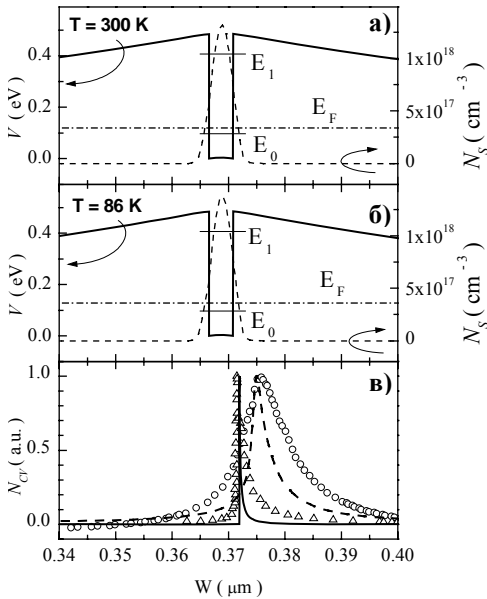 T = 300 K
а)
0.4
0.2
0.0
V (eV)
E1
EF
E0
1x10^18
5x10^17
0
NS (cm^-3)
T = 86 K
б)
0.4
0.2
0.0
V (eV)
E1
EF
E0
1x10^18
5x10^17
0
NS (cm^-3)
в)
1.0
0.5
0.0
NCV (a.u.)
0.34 0.35 0.36 0.37 0.38 0.39 0.40
W (μm)